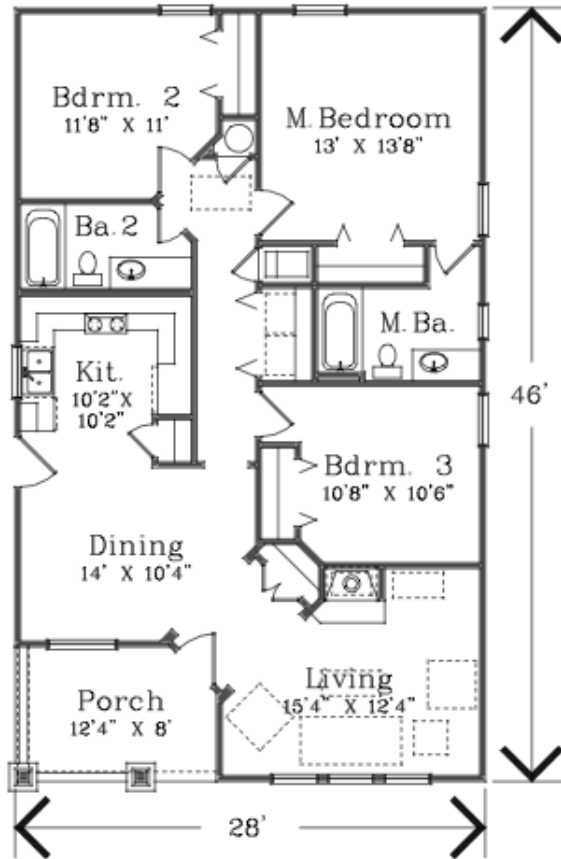 Bdrm. 2
11'8" X 11'
M. Bedroom
13' X 13'8"
Ba. 2
M. Ba.
Kit.
10'2"X
10'2"
46'
Bdrm. 3
10'8" X 10'6"
Dining
14' X 10'4"
Living
15'4" X 12'4"
Porch
12'4" X 8'
28'